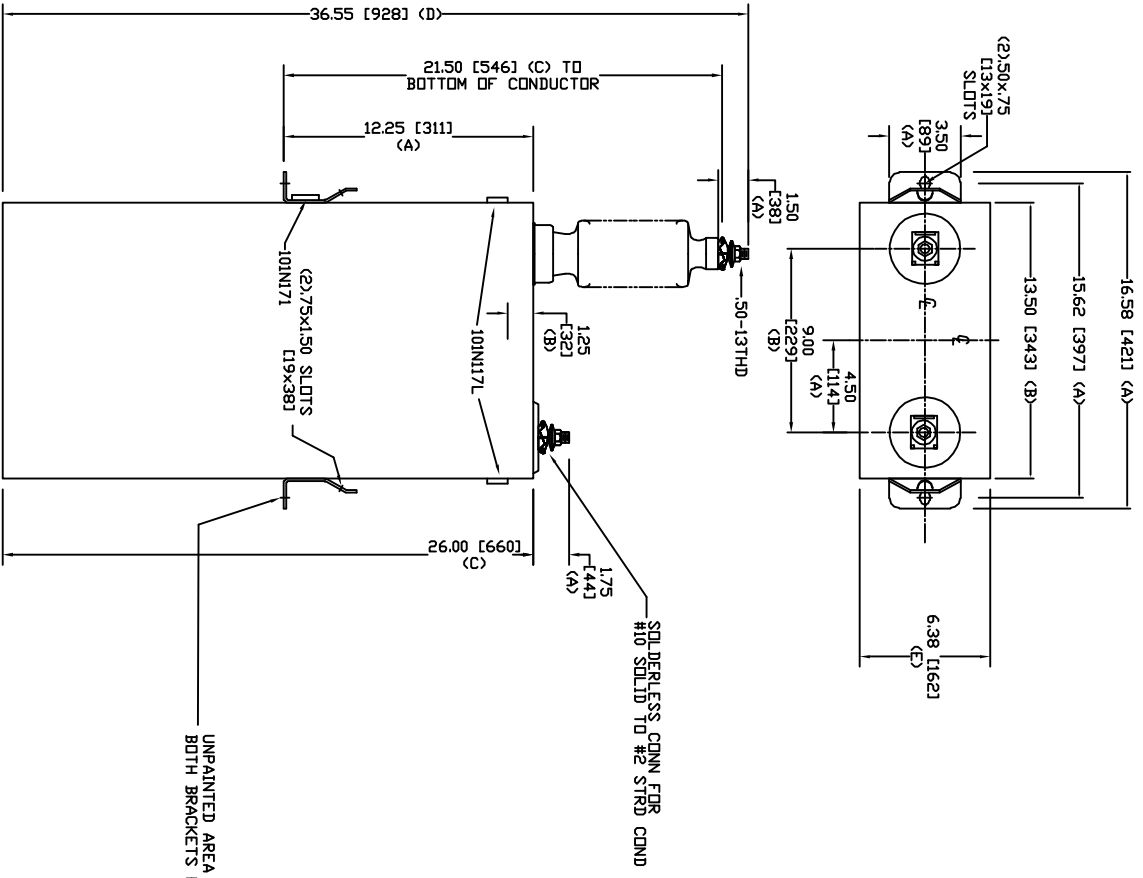 36.55 [928] (D)
21.50 [546] (C) TO
BOTTOM OF CONDUCTOR
12.25 [311]
(A)
(2).50x.75
[13x19]
SLOTS
3.50
[89]
(A)
16.58 [421] (A)
15.62 [397] (A)
13.50 [343] (B)
1.50
[38]
(A)
.50-13THD
9.00
[229]
(B)
4.50
[114]
(A)
6.38 [162]
(E)
101N171
(2).75x1.50 SLOTS
[19x38]
1.25
[32]
(B)
101N117L
26.00 [660]
(C)
1.75
[44]
(A)
SOLDERLESS CONN FOR
#10 SOLID TO #2 STRD COND
UNPAINTED AREA
BOTH BRACKETS